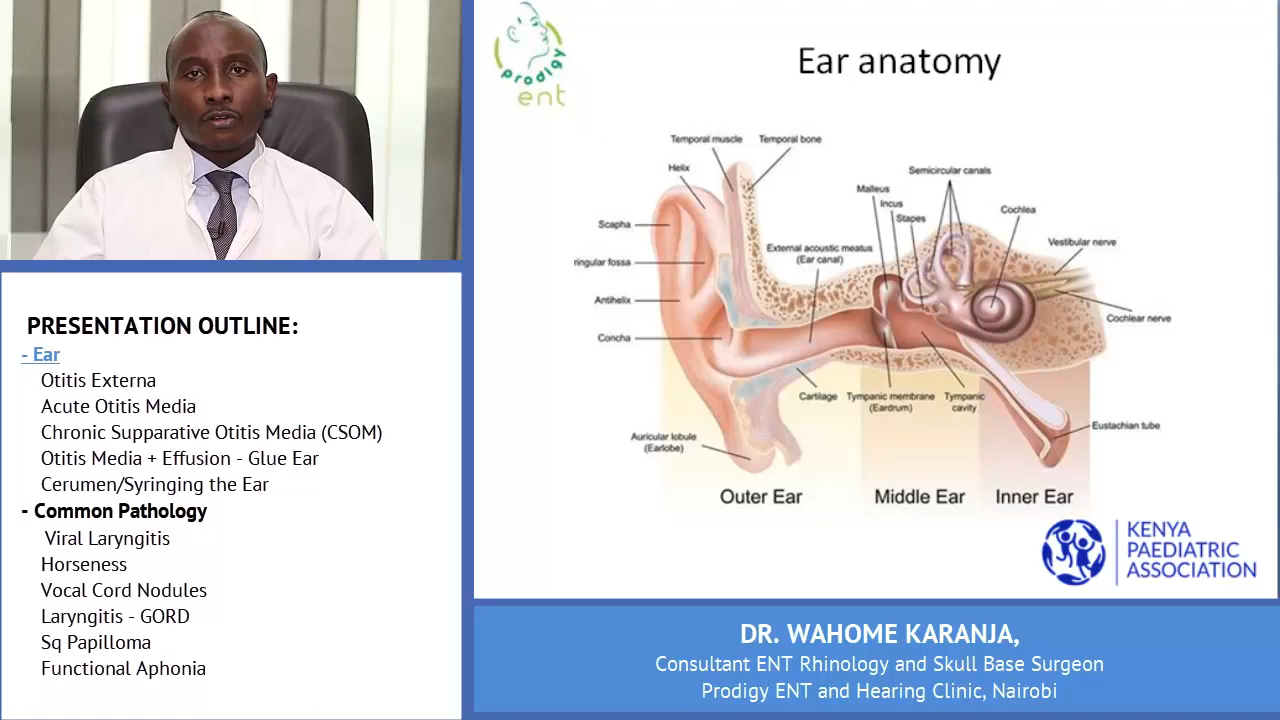 PRESENTATION OUTLINE:
- Ear
Otitis Externa
Acute Otitis Media
Chronic Supparative Otitis Media (CSOM)
Otitis Media + Effusion - Glue Ear
Cerumen/Syringing the Ear
- Common Pathology
Viral Laryngitis
Horseness
Vocal Cord Nodules
Laryngitis - GORD
Sq Papilloma
Functional Aphonia
prodigy
ent
Ear anatomy
Temporal muscle
Temporal bone
Helix
Scapha
ringular fossa
Antihelix
Concha
Auricular lobule
(Earlobe)
External acoustic meatus
(Ear canal)
Malleus
Incus
Stapes
Semicircular canals
Cochlea
Vestibular nerve
Cochlear nerve
Cartilage
Tympanic membrane
(Eardrum)
Tympanic
cavity
Eustachian tube
Outer Ear
Middle Ear
Inner Ear
KENYA
PAEDIATRIC
ASSOCIATION
DR. WAHOME KARANJA,
Consultant ENT Rhinology and Skull Base Surgeon
Prodigy ENT and Hearing Clinic, Nairobi